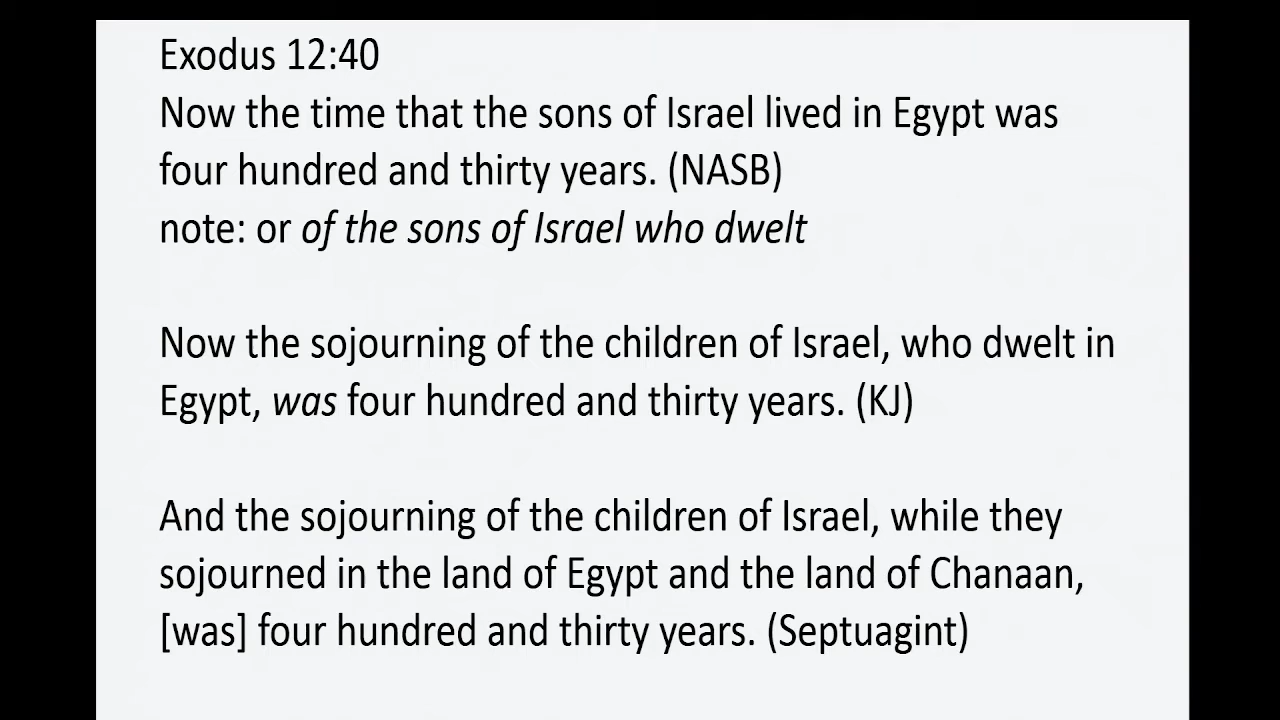 Exodus 12:40
Now the time that the sons of Israel lived in Egypt was
four hundred and thirty years. (NASB)
note: or of the sons of Israel who dwelt
Now the sojourning of the children of Israel, who dwelt in
Egypt, was four hundred and thirty years. (KJ)
And the sojourning of the children of Israel, while they
sojourned in the land of Egypt and the land of Chanaan,
[was] four hundred and thirty years. (Septuagint)